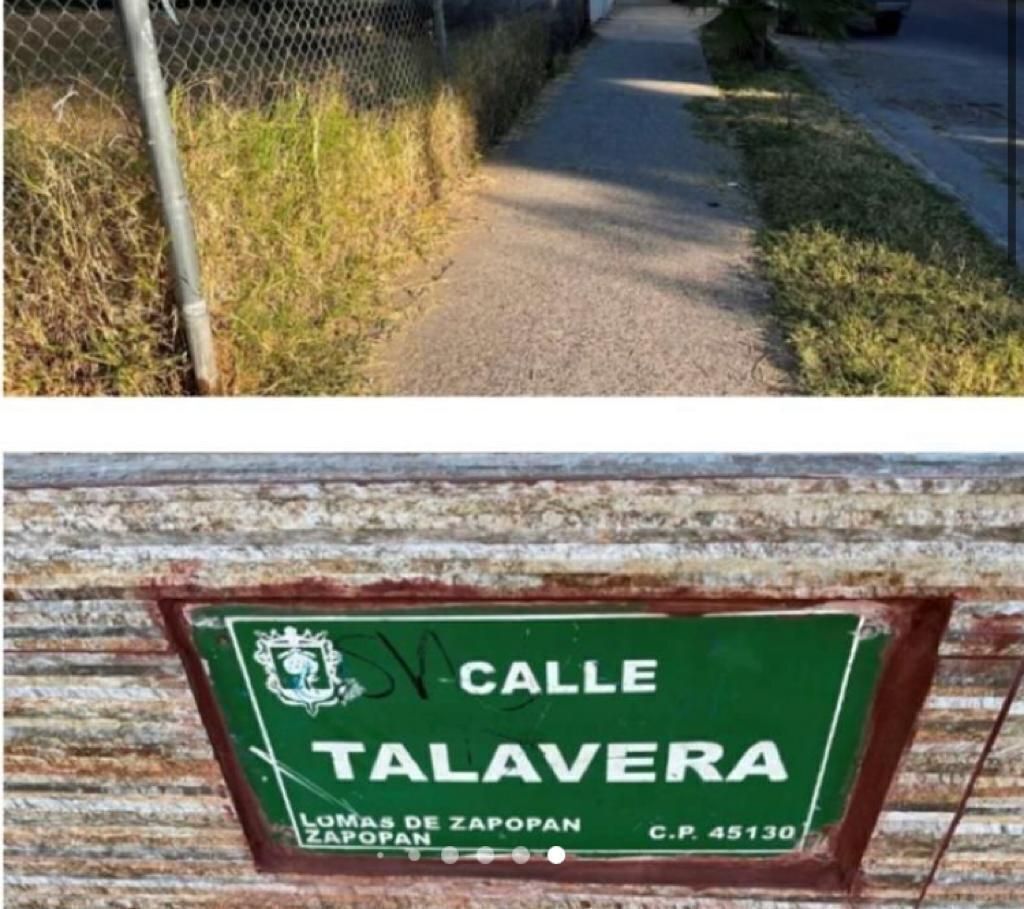 CALLE
TALAVERA
LOMAS DE ZAPOPAN
ZAPOPAN
C.P. 45130